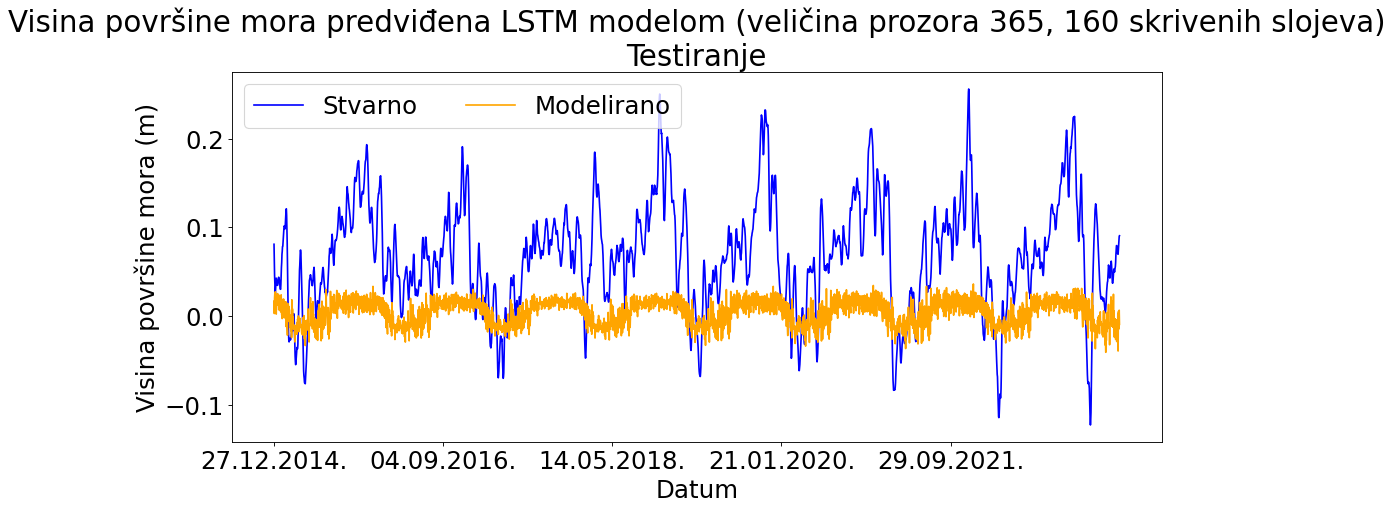 Visina površine mora predviđena LSTM modelom (veličina prozora 365, 160 skrivenih slojeva)
Testiranje
Stvarno Modelirano
Visina površine mora (m)
0.2
0.1
0.0
−0.1
27.12.2014. 04.09.2016. 14.05.2018. 21.01.2020. 29.09.2021.
Datum